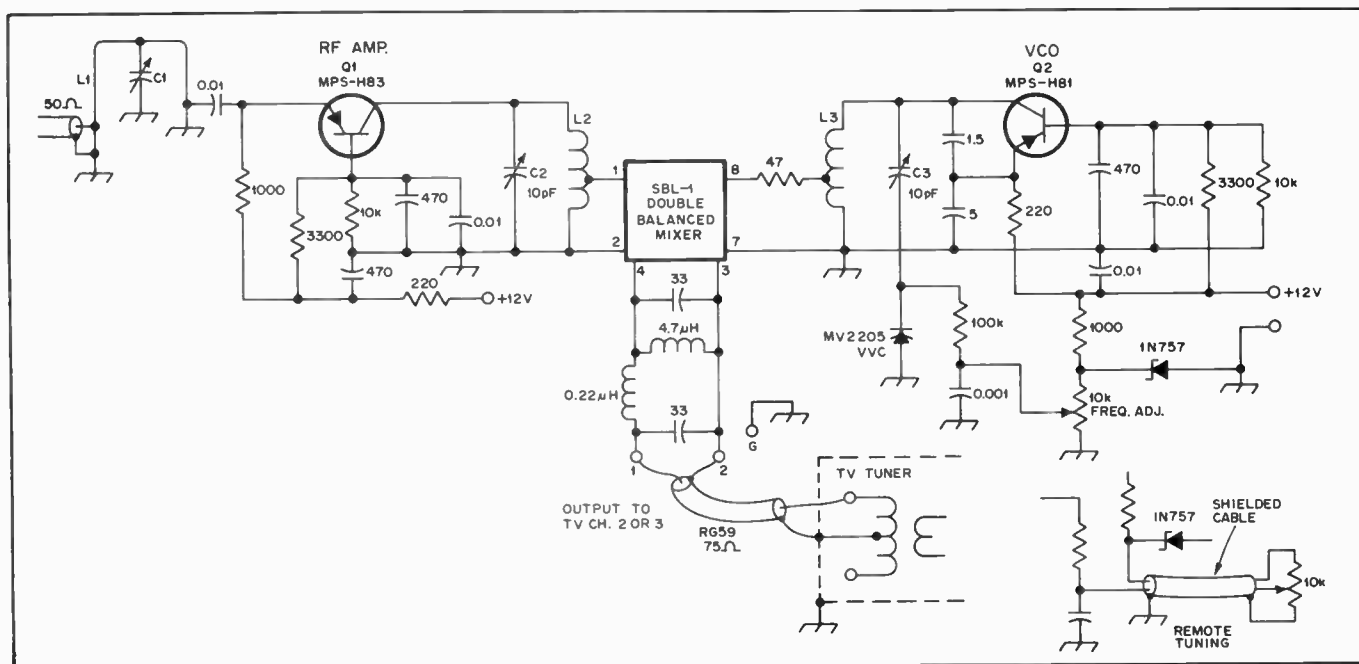 RF AMP.
Q1
MPS-H83
L1
C1
0.01
50Ω
1000
3300
10k
470
0.01
470
220
+12V
C2
10pF
L2
1
2
SBL-1
DOUBLE
BALANCED
MIXER
8
7
4
3
47
L3
C3
10pF
1.5
5
VCO
Q2
MPS-H81
220
470
0.01
3300
10k
0.01
+12V
33
4.7μH
0.22μH
33
1
2
G
OUTPUT TO
TV CH. 2 OR 3
RG59
75Ω
TV TUNER
MV2205
VVC
100k
0.001
1000
1N757
10k
FREQ. ADJ.
SHIELDED
CABLE
1N757
10k
REMOTE
TUNING